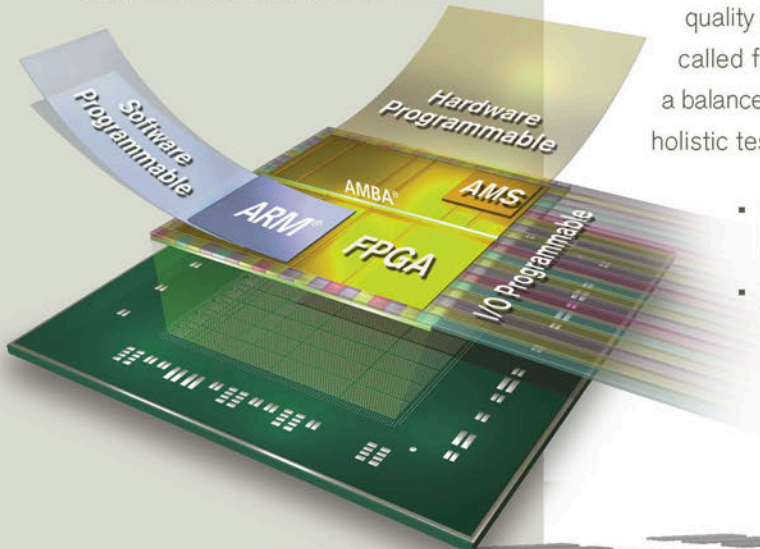 quality
called f
a balance
holistic tes
Software
Programmable
Hardware
Programmable
AMBA®
AMS
ARM®
FPGA
I/O Programmable